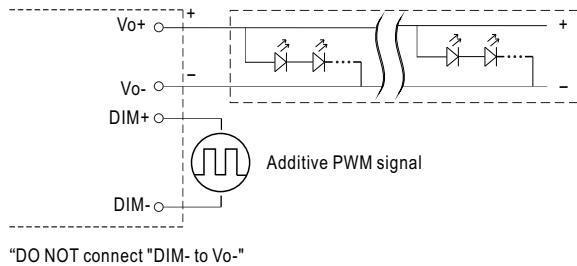 Vo+
+
+
−
Vo-
−
DIM+
Additive PWM signal
DIM-
“DO NOT connect "DIM- to Vo-"